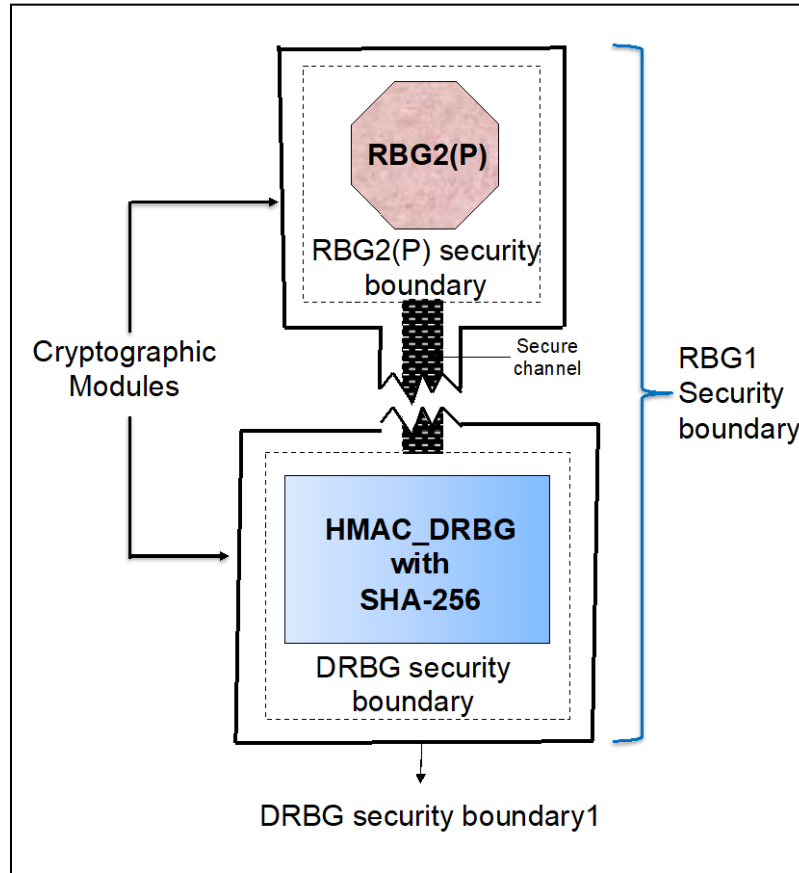 RBG2(P)
RBG2(P) security
boundary
Secure
channel
Cryptographic
Modules
RBG1
Security
boundary
HMAC_DRBG
with
SHA-256
DRBG security
boundary
DRBG security boundary1